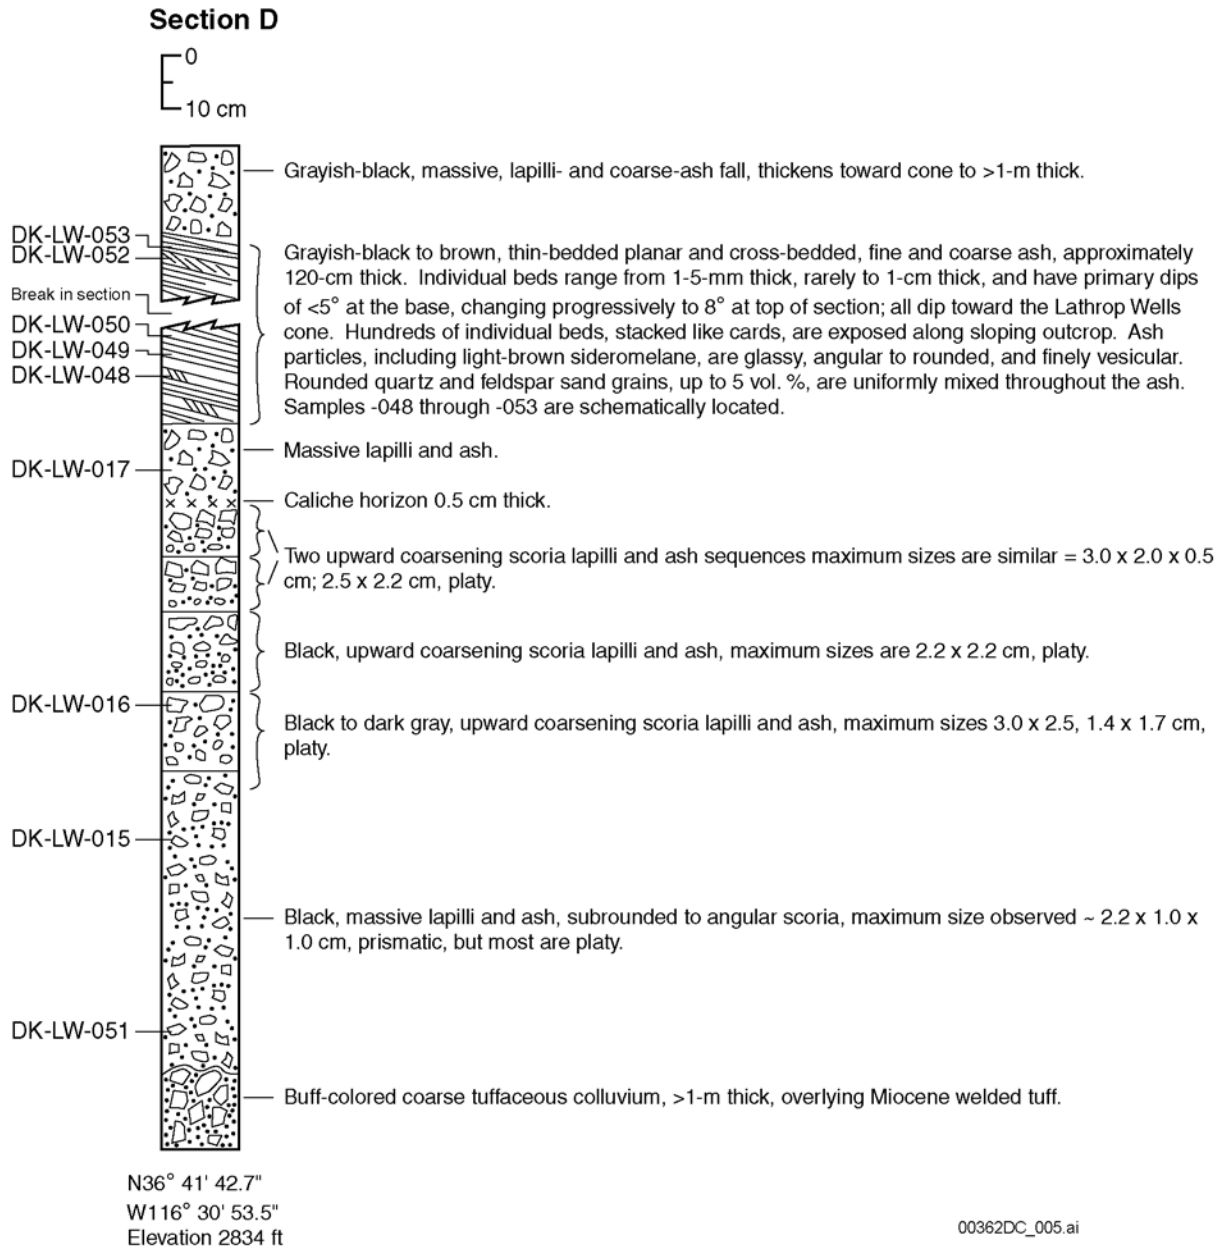 Section D
0
10 cm
Grayish-black, massive, lapilli- and coarse-ash fall, thickens toward cone to >1-m thick.
DK-LW-053
DK-LW-052
Break in section
DK-LW-050
DK-LW-049
DK-LW-048
Grayish-black to brown, thin-bedded planar and cross-bedded, fine and coarse ash, approximately
120-cm thick. Individual beds range from 1-5-mm thick, rarely to 1-cm thick, and have primary dips
of <5° at the base, changing progressively to 8° at top of section; all dip toward the Lathrop Wells
cone. Hundreds of individual beds, stacked like cards, are exposed along sloping outcrop. Ash
particles, including light-brown sideromelane, are glassy, angular to rounded, and finely vesicular.
Rounded quartz and feldspar sand grains, up to 5 vol. %, are uniformly mixed throughout the ash.
Samples -048 through -053 are schematically located.
Massive lapilli and ash.
DK-LW-017
Caliche horizon 0.5 cm thick.
Two upward coarsening scoria lapilli and ash sequences maximum sizes are similar = 3.0 x 2.0 x 0.5
cm; 2.5 x 2.2 cm, platy.
Black, upward coarsening scoria lapilli and ash, maximum sizes are 2.2 x 2.2 cm, platy.
DK-LW-016
Black to dark gray, upward coarsening scoria lapilli and ash, maximum sizes 3.0 x 2.5, 1.4 x 1.7 cm,
platy.
DK-LW-015
Black, massive lapilli and ash, subrounded to angular scoria, maximum size observed ~ 2.2 x 1.0 x
1.0 cm, prismatic, but most are platy.
DK-LW-051
Buff-colored coarse tuffaceous colluvium, >1-m thick, overlying Miocene welded tuff.
N36° 41' 42.7"
W116° 30' 53.5"
Elevation 2834 ft
00362DC_005.ai